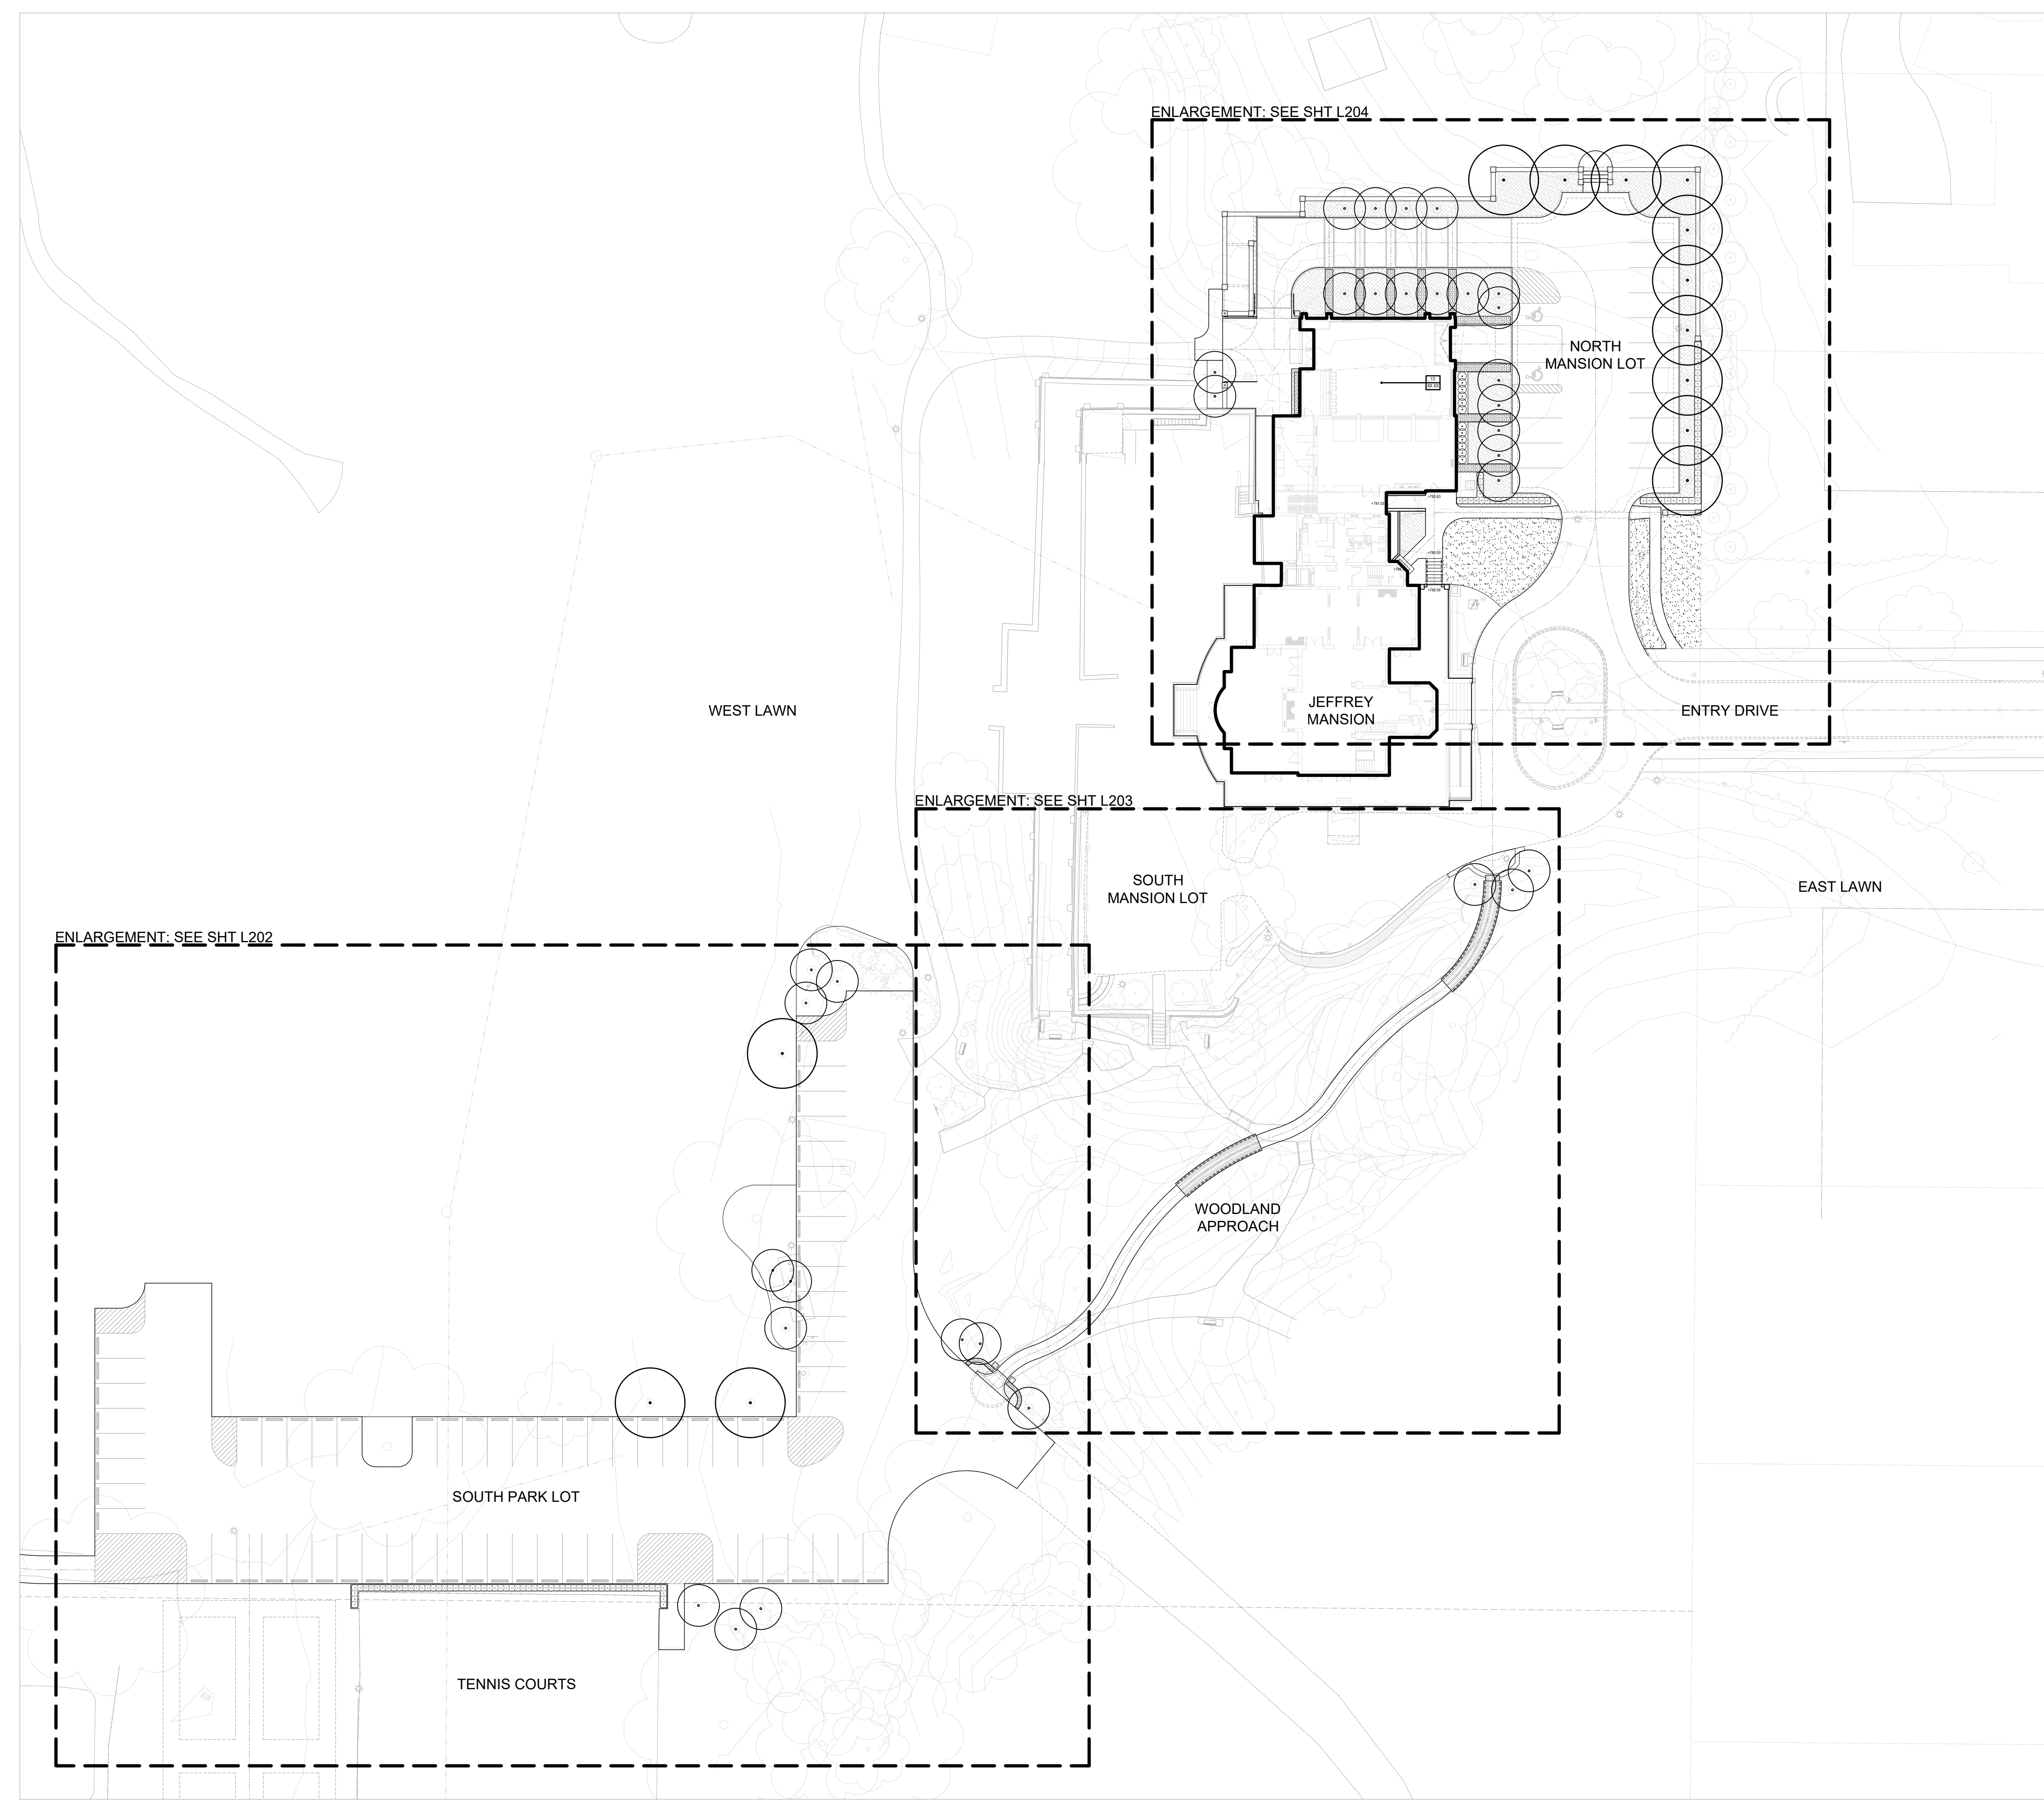 ENLARGEMENT: SEE SHT L204
NORTH
MANSION LOT
JEFFREY
MANSION
ENTRY DRIVE
WEST LAWN
ENLARGEMENT: SEE SHT L203
SOUTH
MANSION LOT
EAST LAWN
ENLARGEMENT: SEE SHT L202
WOODLAND
APPROACH
SOUTH PARK LOT
TENNIS COURTS